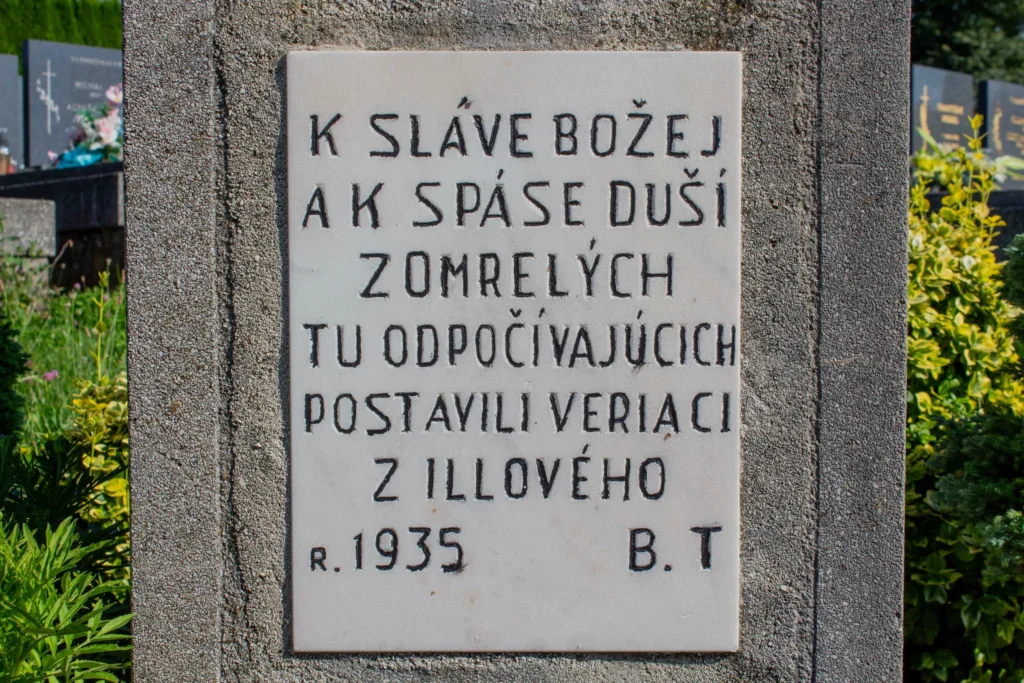 K SLÁVE BOŽEJ
A K SPÁSE DUŠÍ
ZOMRELÝCH
TU ODPOČÍVAJÚCICH
POSTAVILI VERIACI
Z ILLOVÉHO
R. 1935 B. T